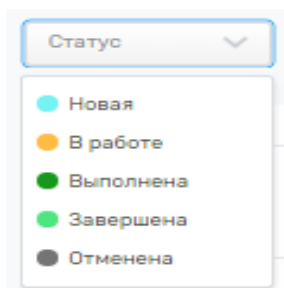 Статус
Новая
В работе
Выполнена
Завершена
Отменена